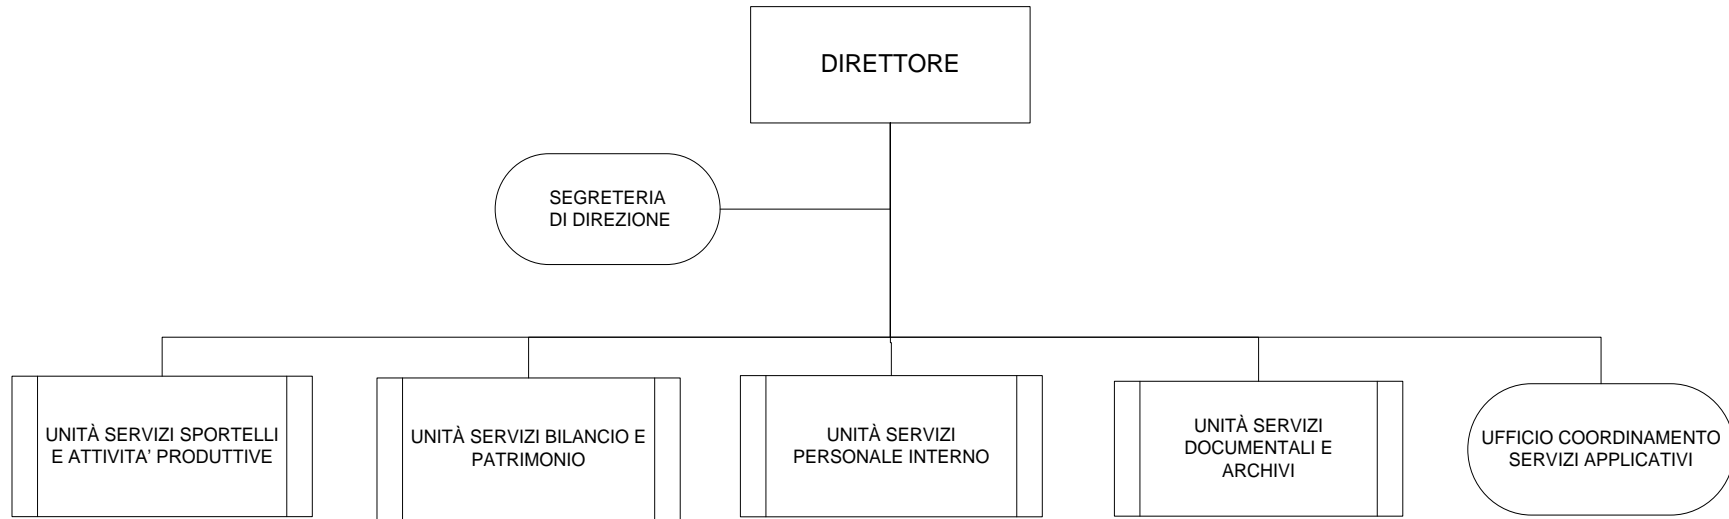 DIRETTORE
SEGRETERIA
DI DIREZIONE
UNITÀ SERVIZI SPORTELLI
E ATTIVITA’ PRODUTTIVE
UNITÀ SERVIZI BILANCIO E
PATRIMONIO
UNITÀ SERVIZI
PERSONALE INTERNO
UNITÀ SERVIZI
DOCUMENTALI E
ARCHIVI
UFFICIO COORDINAMENTO
SERVIZI APPLICATIVI